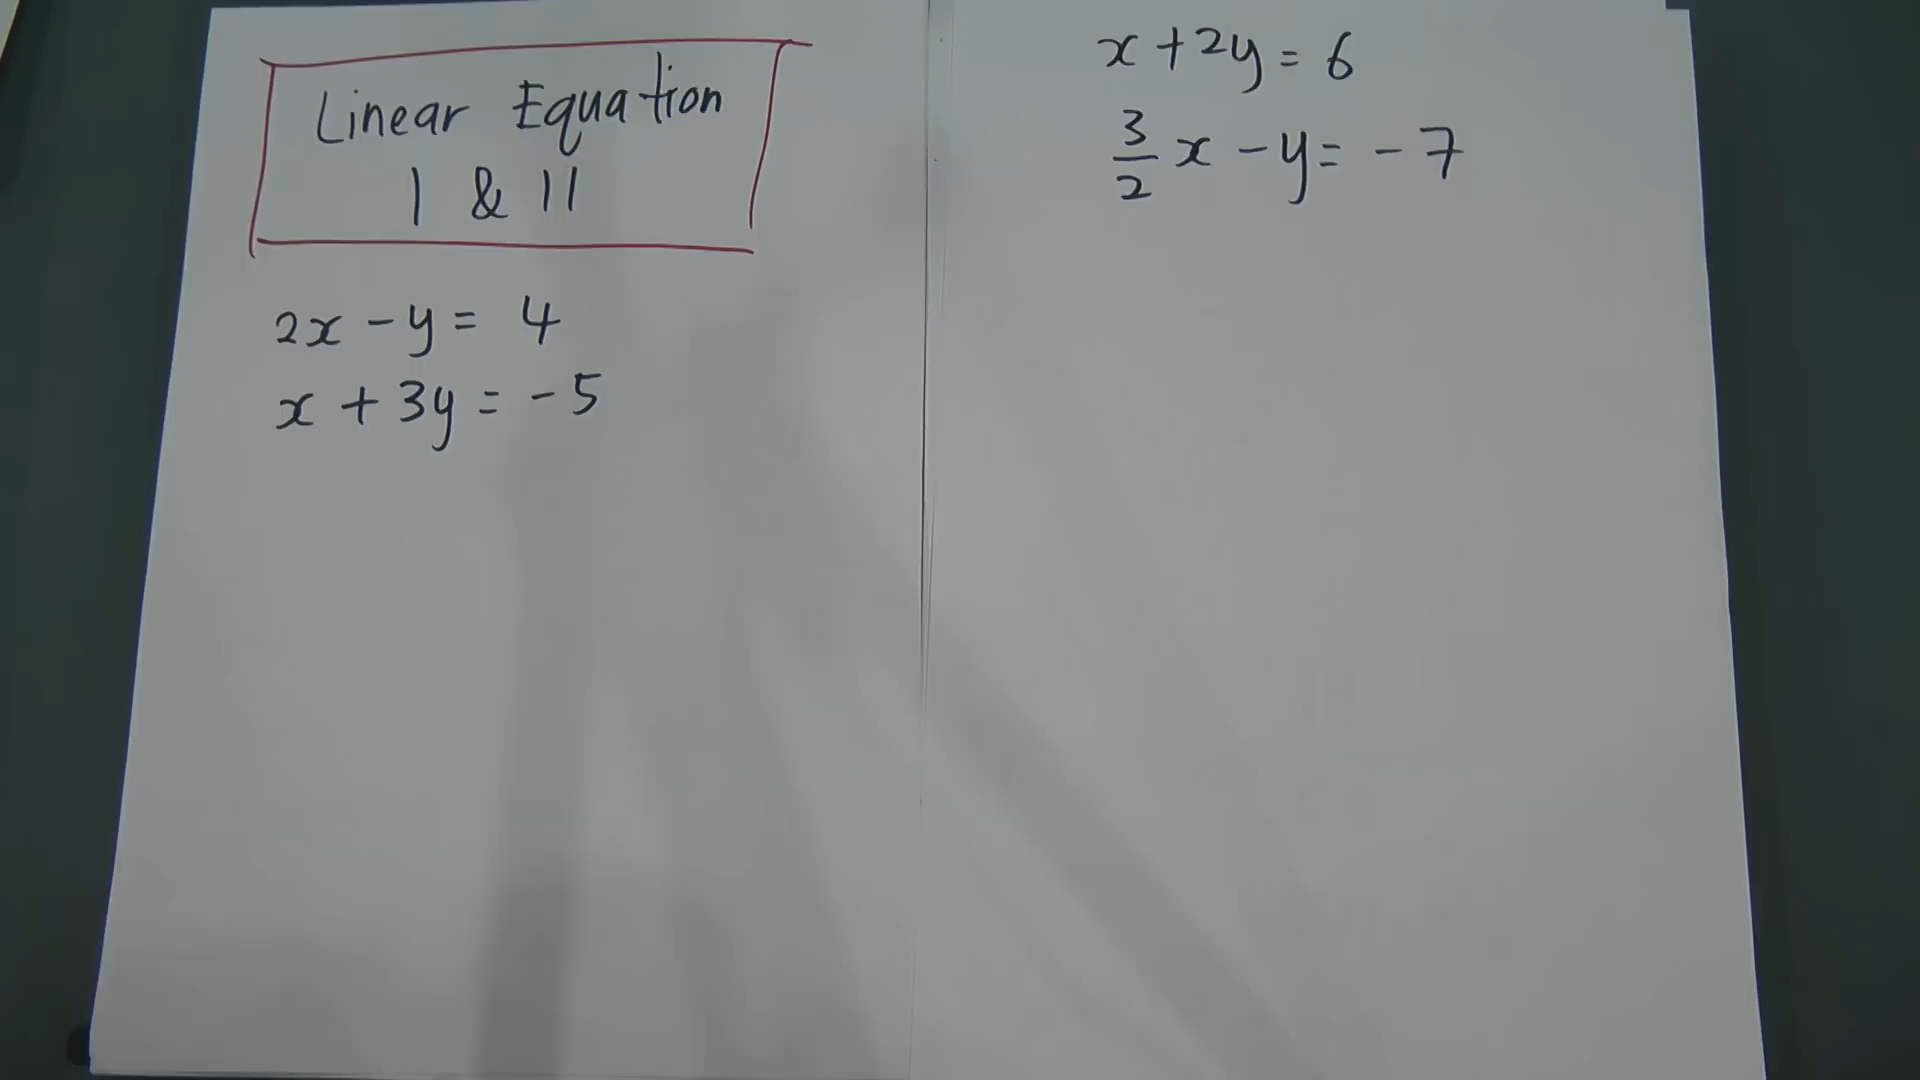 Linear Equation
I & II
2x - y = 4
x + 3y = -5
x + 2y = 6
3/2 x - y = -7